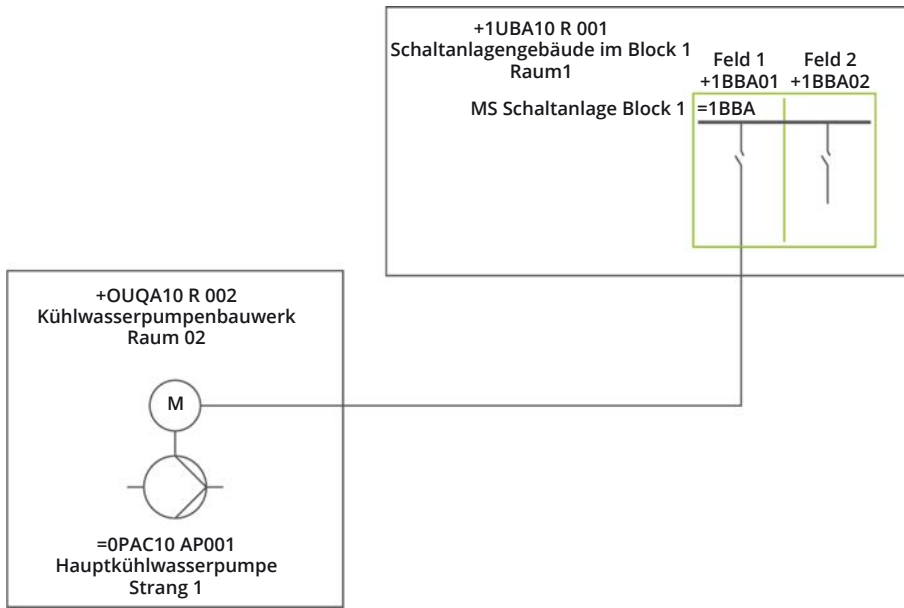 +1UBA10 R 001
Schaltanlagengebäude im Block 1
Raum1
Feld 1
+1BBA01
Feld 2
+1BBA02
MS Schaltanlage Block 1
=1BBA
+OUQA10 R 002
Kühlwasserpumpenbauwerk
Raum 02
M
=0PAC10 AP001
Hauptkühlwasserpumpe
Strang 1